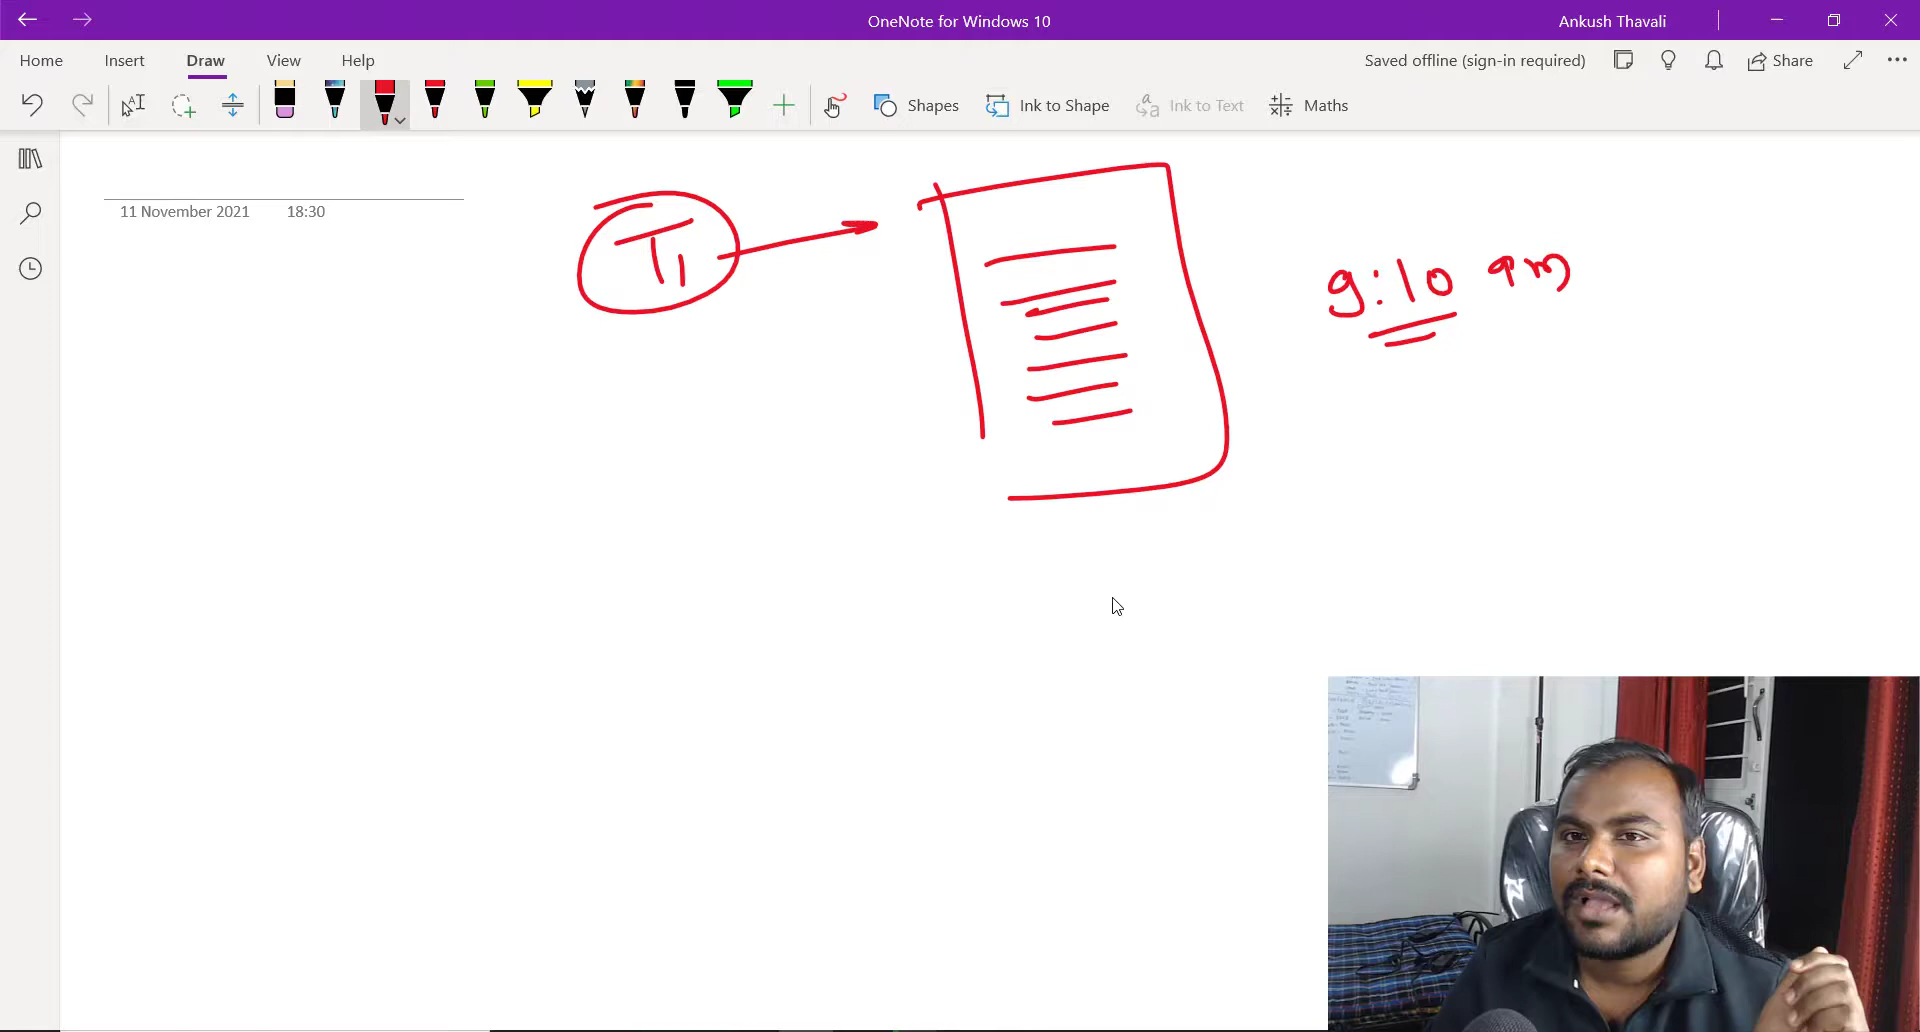 OneNote for Windows 10
Ankush Thavali
Home Insert Draw View Help
Saved offline (sign-in required)
Share
Shapes
Ink to Shape
Ink to Text
Maths
11 November 2021 18:30
T1
9:10 am